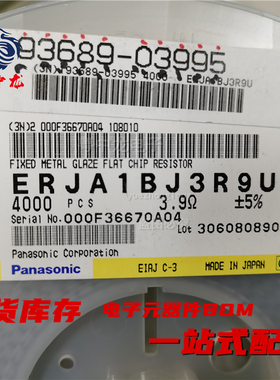 93689-03995
(3N)1 93689-03995 4000 ERJA1BJ3R9U
(3N)2 000F36670A04 108010
FIXED METAL GLAZE FLAT CHIP RESISTOR
ERJA1BJ3R9U
4000 PCS 3.9Ω ±5%
Serial No. 000F36670A04
Lot 306080890
Panasonic Corporation
Panasonic EIAJ C-3 MADE IN JAPAN
货库存 电子元器件BOM
一站式配